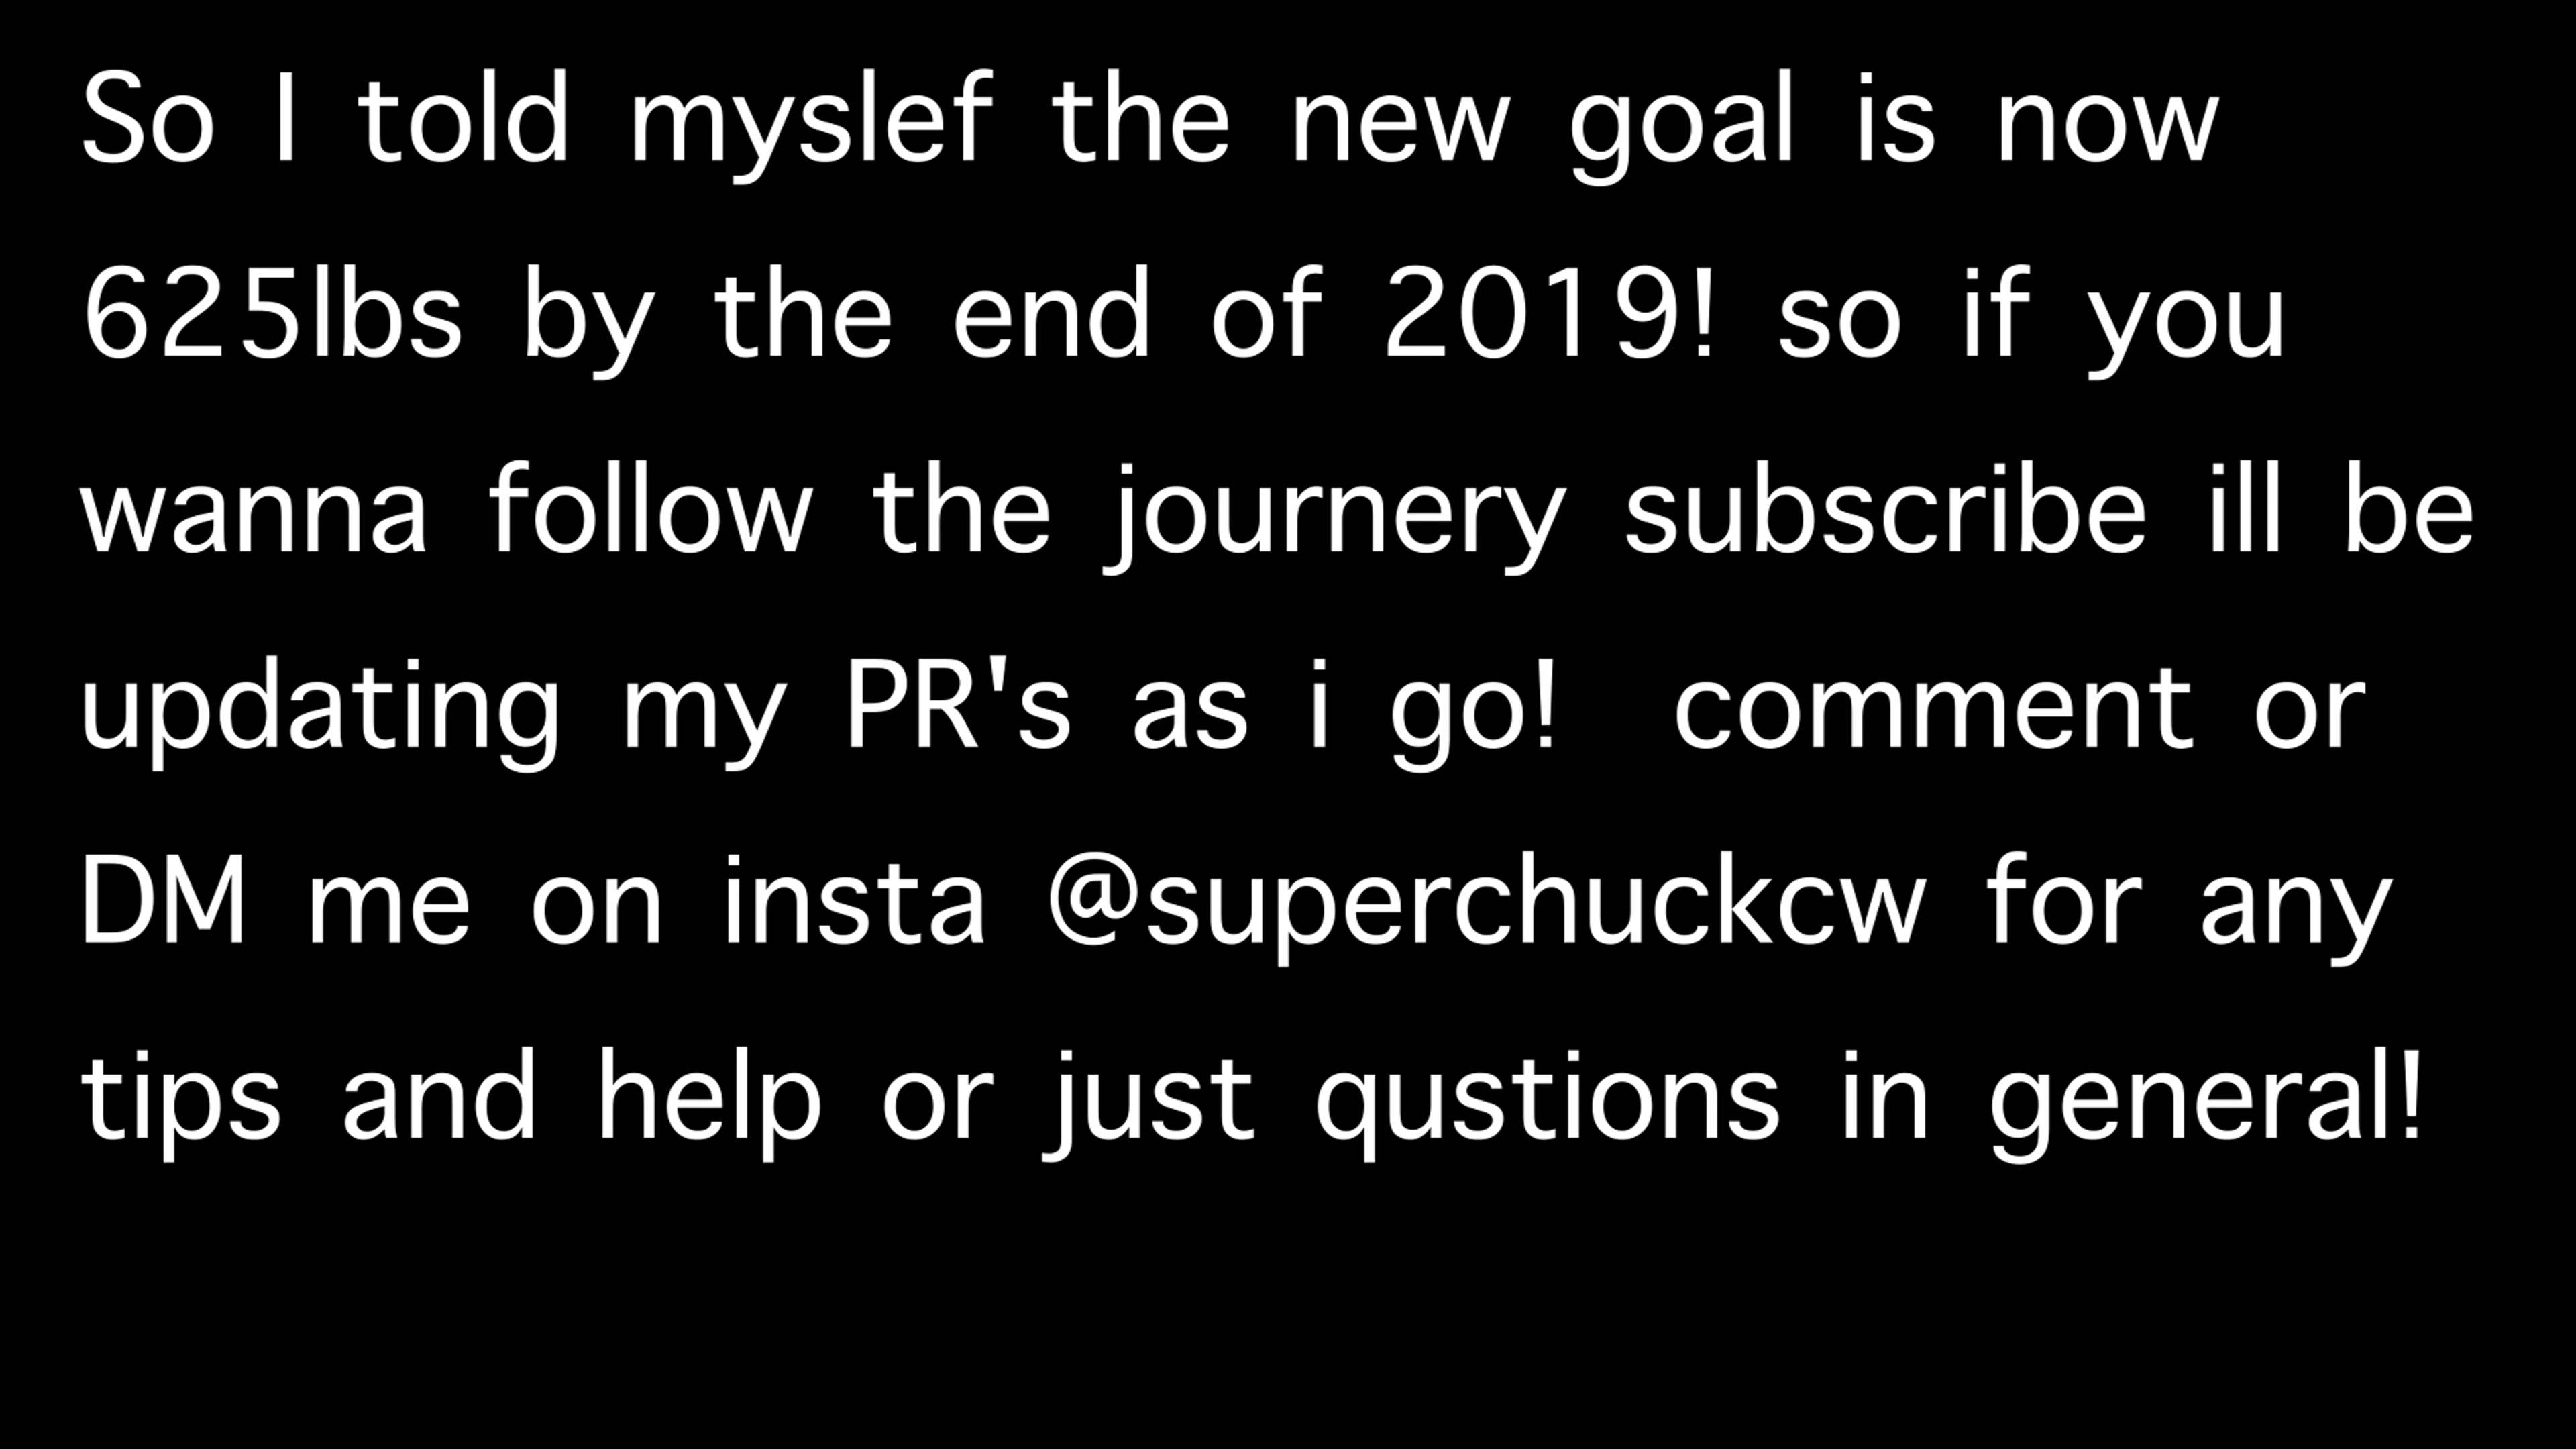 So I told myslef the new goal is now
625lbs by the end of 2019! so if you
wanna follow the journery subscribe ill be
updating my PR's as i go!  comment or
DM me on insta @superchuckcw for any
tips and help or just qustions in general!